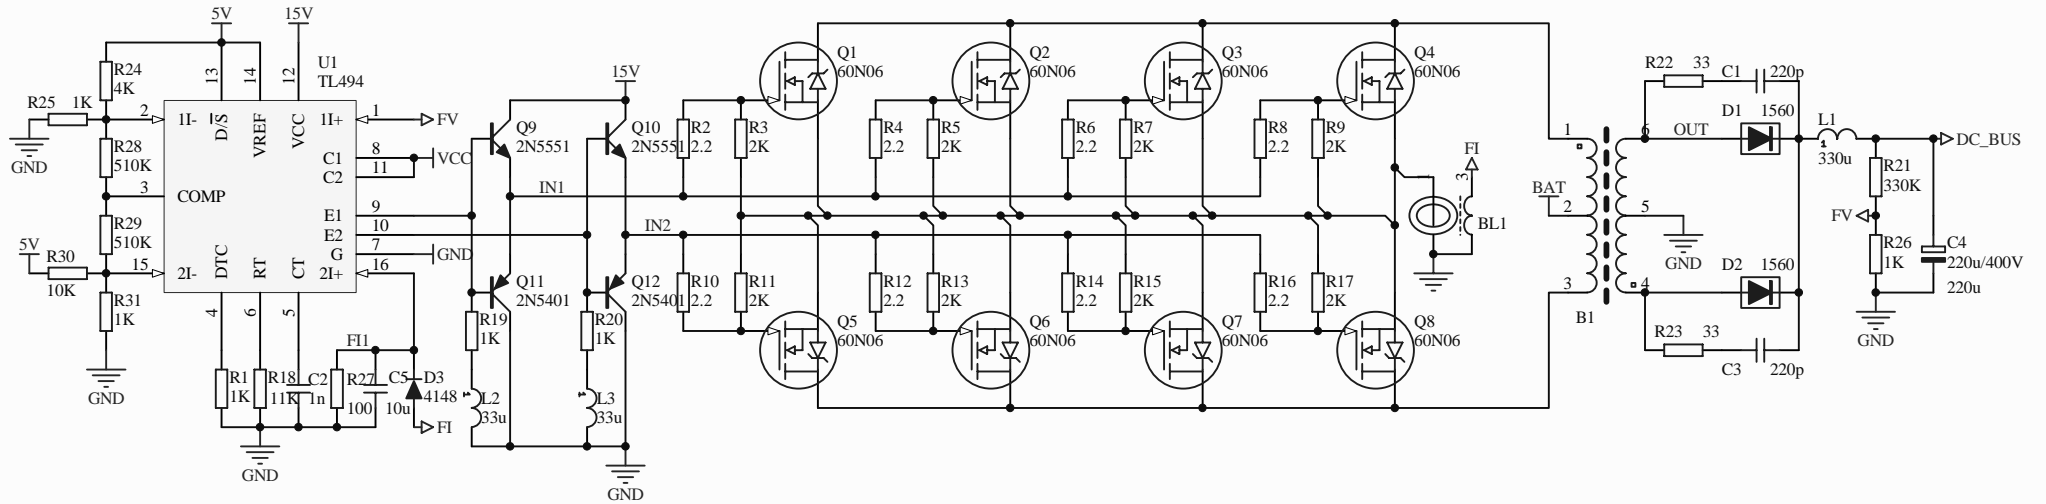 5V
15V
13
14
12
U1
TL494
R24
4K
R25 1K
2
GND
1I-
D/S
VREF
VCC
1I+
1
FV
R28
510K
C1
8
VCC
C2
11
3
COMP
R29
510K
E1
9
E2
10
5V
R30
10K
G
7
GND
15
2I-
DTC
RT
CT
2I+
16
R31
1K
4
6
5
GND
FI1
R1
1K
R18
11K
C2
1n
R27
100
C5
10u
D3
4148
FI
GND
15V
Q9
2N5551
Q10
2N5551
IN1
IN2
Q11
2N5401
Q12
2N5401
R19
1K
R20
1K
L2
33u
L3
33u
GND
Q1
60N06
Q2
60N06
Q3
60N06
Q4
60N06
R2
2.2
R3
2K
R4
2.2
R5
2K
R6
2.2
R7
2K
R8
2.2
R9
2K
R10
2.2
R11
2K
R12
2.2
R13
2K
R14
2.2
R15
2K
R16
2.2
R17
2K
Q5
60N06
Q6
60N06
Q7
60N06
Q8
60N06
FI
3
BL1
BAT
1
2
3
B1
6
5
4
OUT
GND
R22 33
C1 220p
D1 1560
D2 1560
R23 33
C3 220p
L1
1
330u
DC_BUS
R21
330K
FV
R26
1K
C4
220u/400V
220u
GND